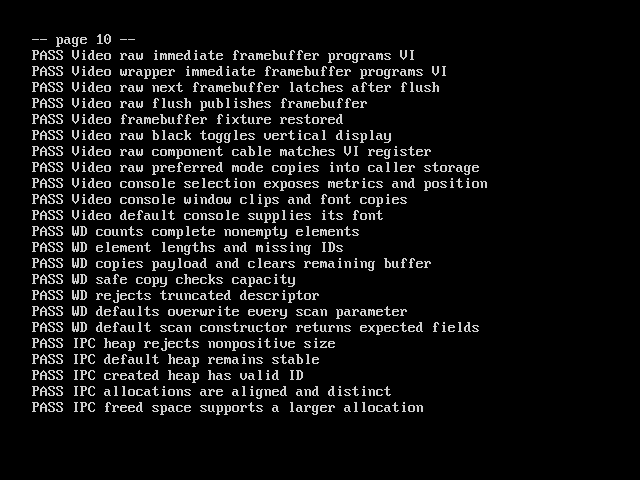 -- page 10 --
PASS Video raw immediate framebuffer programs VI
PASS Video wrapper immediate framebuffer programs VI
PASS Video raw next framebuffer latches after flush
PASS Video raw flush publishes framebuffer
PASS Video framebuffer fixture restored
PASS Video raw black toggles vertical display
PASS Video raw component cable matches VI register
PASS Video raw preferred mode copies into caller storage
PASS Video console selection exposes metrics and position
PASS Video console window clips and font copies
PASS Video default console supplies its font
PASS WD counts complete nonempty elements
PASS WD element lengths and missing IDs
PASS WD copies payload and clears remaining buffer
PASS WD safe copy checks capacity
PASS WD rejects truncated descriptor
PASS WD defaults overwrite every scan parameter
PASS WD default scan constructor returns expected fields
PASS IPC heap rejects nonpositive size
PASS IPC default heap remains stable
PASS IPC created heap has valid ID
PASS IPC allocations are aligned and distinct
PASS IPC freed space supports a larger allocation